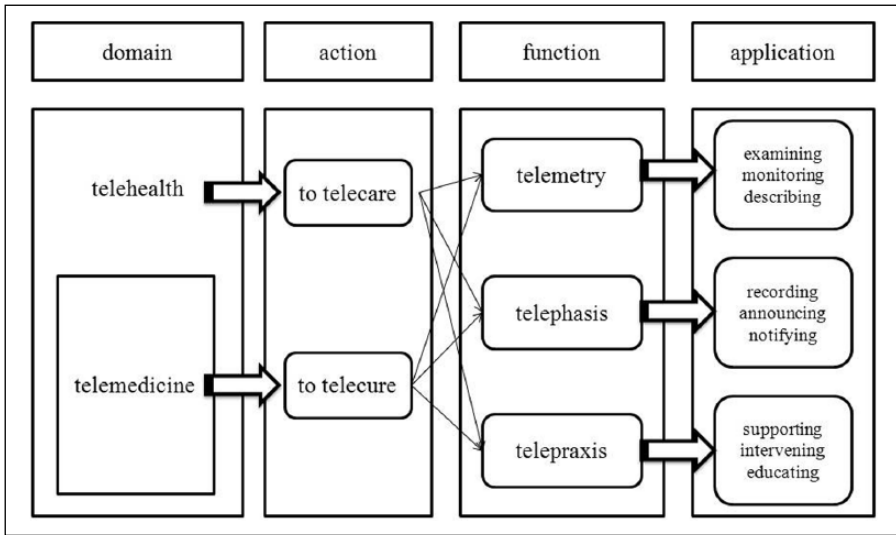 domain
action
function
application
telehealth
to telecare
telemetry
examining
monitoring
describing
telemedicine
to telecure
telephasis
recording
announcing
notifying
telepraxis
supporting
intervening
educating